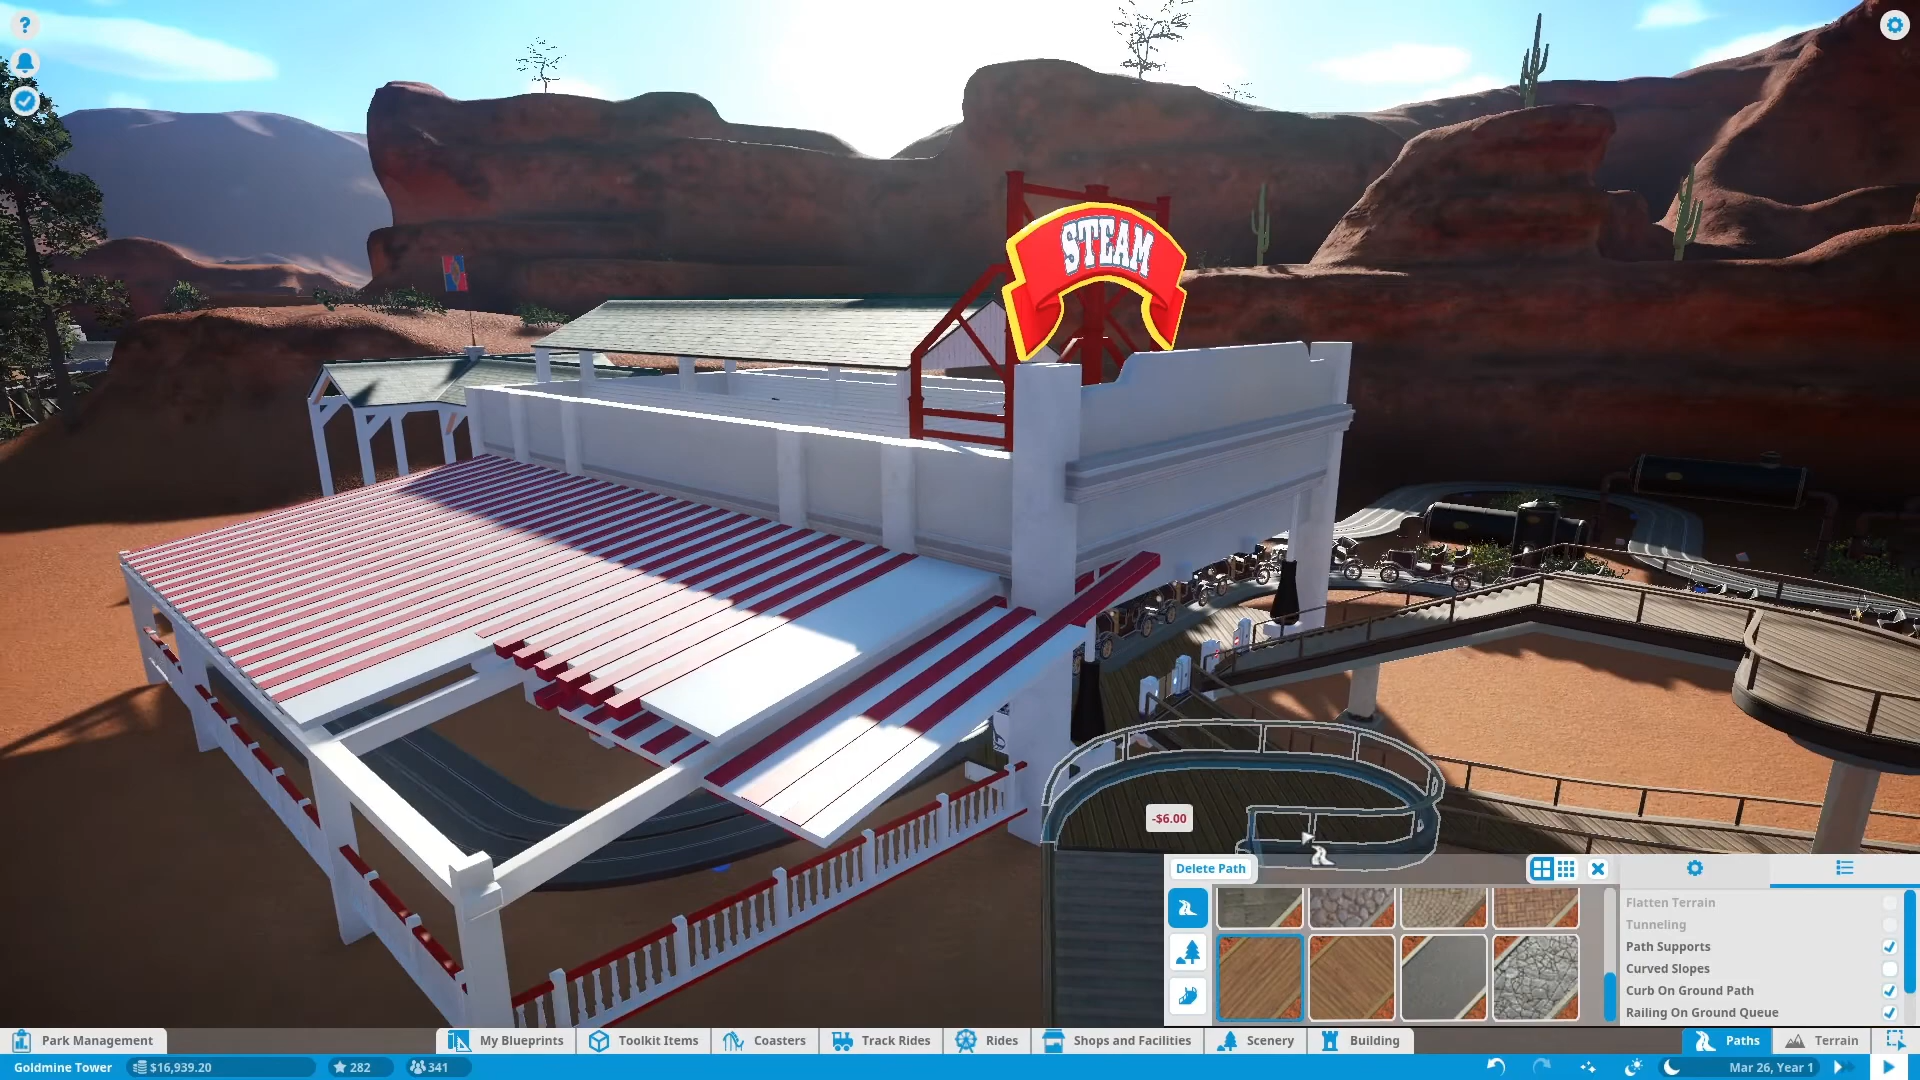 STEAM
-$6.00
Delete Path
Flatten Terrain
Tunneling
Path Supports
Curved Slopes
Curb On Ground Path
Railing On Ground Queue
Park Management
My Blueprints
Toolkit Items
Coasters
Track Rides
Rides
Shops and Facilities
Scenery
Building
Paths
Terrain
Goldmine Tower
$16,939.20
282
341
Mar 26, Year 1